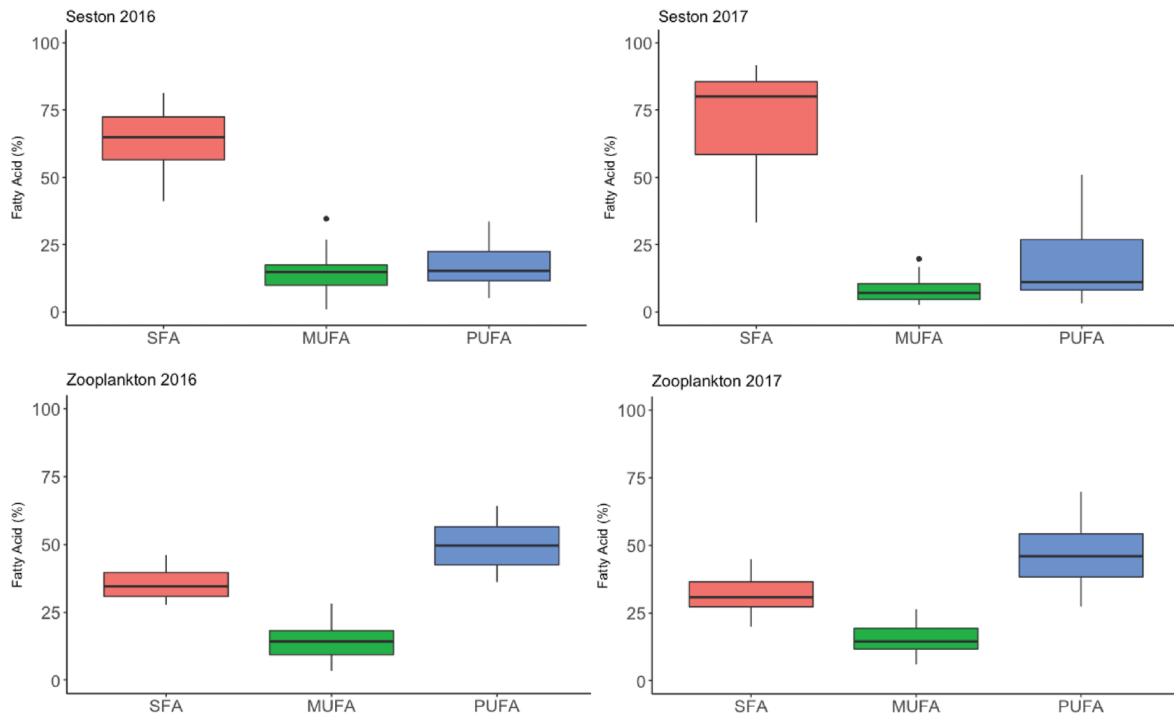 Seston 2016
100
75
50
25
0
Fatty Acid (%)
SFA MUFA PUFA
Seston 2017
100
75
50
25
0
Fatty Acid (%)
SFA MUFA PUFA
Zooplankton 2016
100
75
50
25
0
Fatty Acid (%)
SFA MUFA PUFA
Zooplankton 2017
100
75
50
25
0
Fatty Acid (%)
SFA MUFA PUFA